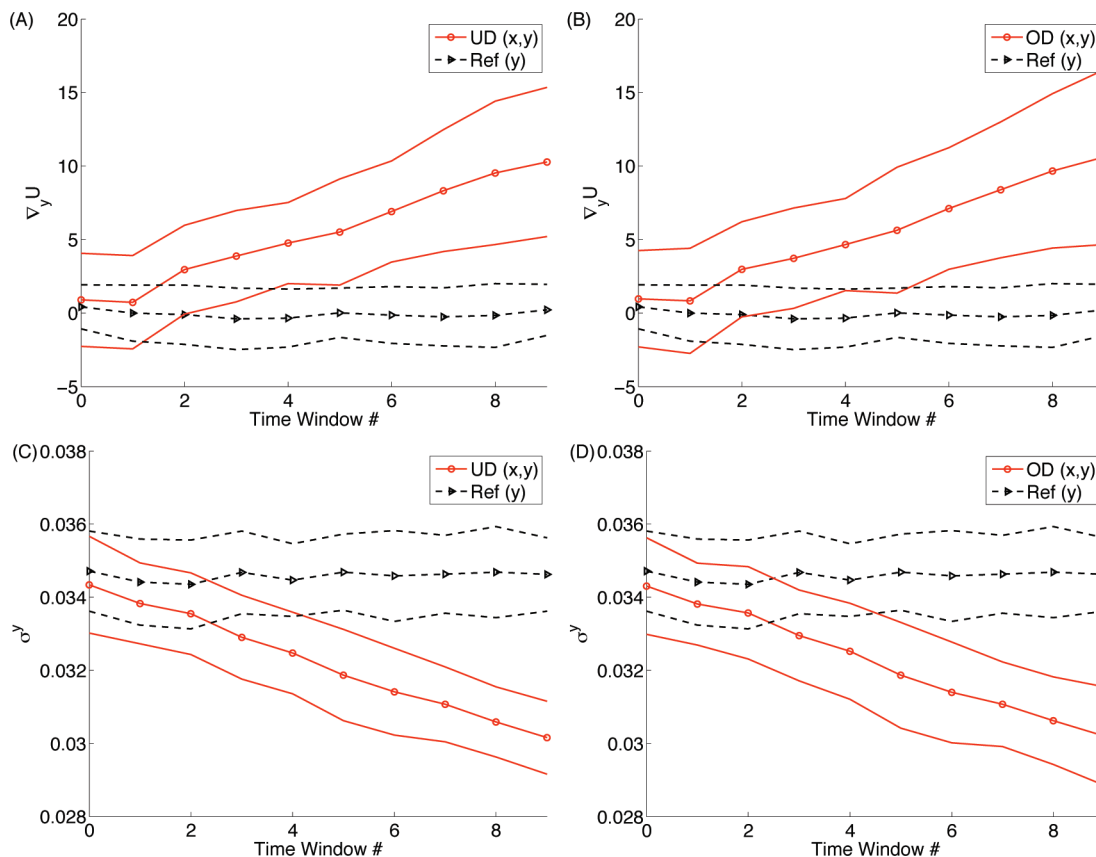 (A)
20
15
10
5
0
−5
∇yU
UD (x,y)
Ref (y)
0 2 4 6 8
Time Window #
(B)
20
15
10
5
0
−5
∇yU
OD (x,y)
Ref (y)
0 2 4 6 8
Time Window #
(C)
0.038
0.036
0.034
0.032
0.03
0.028
σy
UD (x,y)
Ref (y)
0 2 4 6 8
Time Window #
(D)
0.038
0.036
0.034
0.032
0.03
0.028
σy
OD (x,y)
Ref (y)
0 2 4 6 8
Time Window #